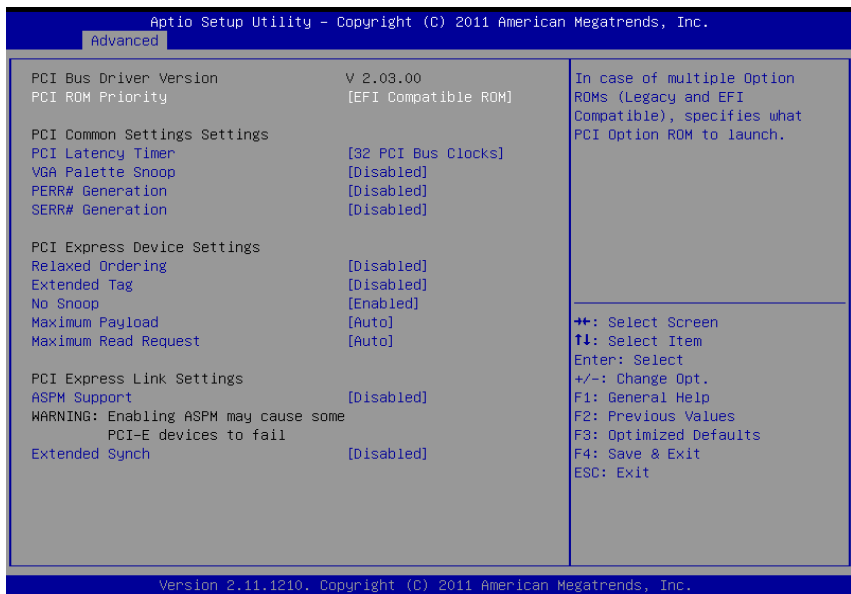 Aptio Setup Utility – Copyright (C) 2011 American Megatrends, Inc.
Advanced
PCI Bus Driver Version V 2.03.00
PCI ROM Priority [EFI Compatible ROM]
PCI Common Settings Settings
PCI Latency Timer [32 PCI Bus Clocks]
VGA Palette Snoop [Disabled]
PERR# Generation [Disabled]
SERR# Generation [Disabled]
PCI Express Device Settings
Relaxed Ordering [Disabled]
Extended Tag [Disabled]
No Snoop [Enabled]
Maximum Payload [Auto]
Maximum Read Request [Auto]
PCI Express Link Settings
ASPM Support [Disabled]
WARNING: Enabling ASPM may cause some
PCI-E devices to fail
Extended Synch [Disabled]
In case of multiple Option
ROMs (Legacy and EFI
Compatible), specifies what
PCI Option ROM to launch.
→←: Select Screen
↑↓: Select Item
Enter: Select
+/-: Change Opt.
F1: General Help
F2: Previous Values
F3: Optimized Defaults
F4: Save & Exit
ESC: Exit
Version 2.11.1210. Copyright (C) 2011 American Megatrends, Inc.